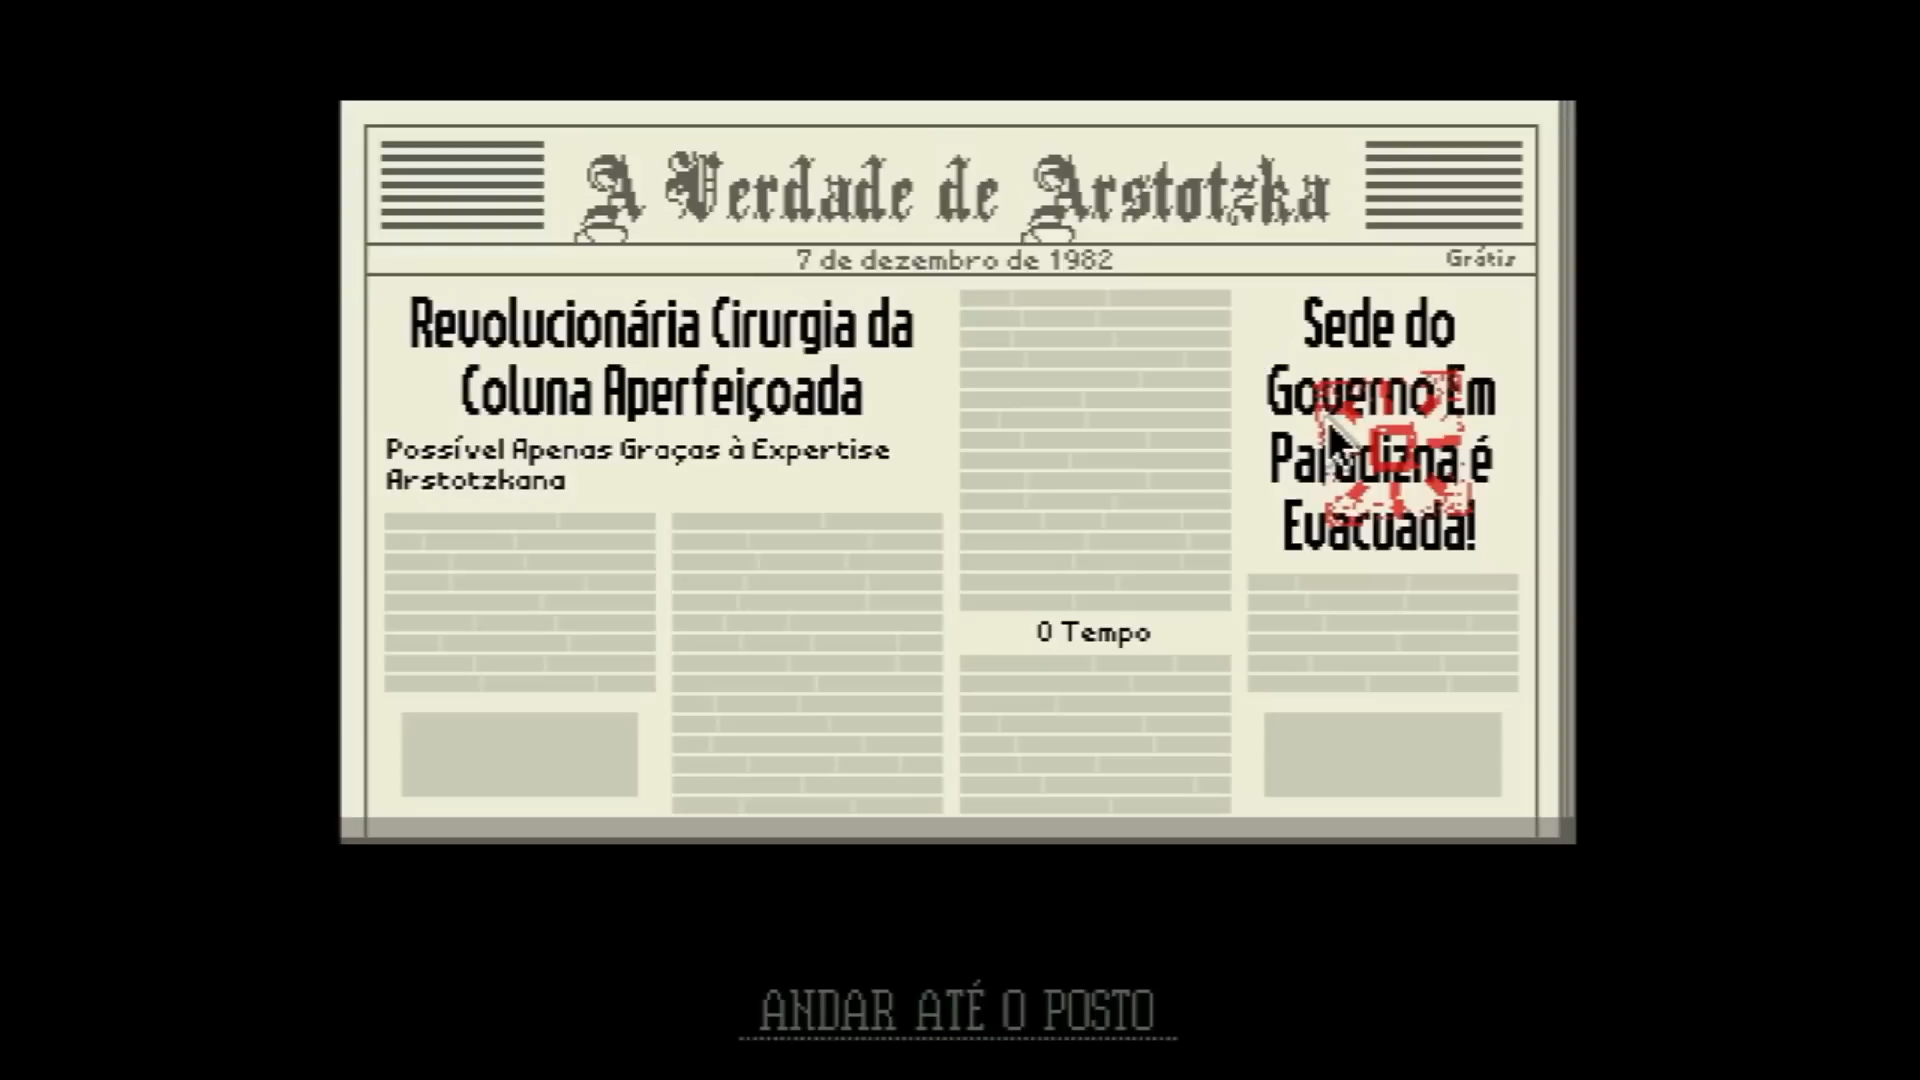 A Verdade de Arstotzka
7 de dezembro de 1982
Grátis
Revolucionária Cirurgia da
Coluna Aperfeiçoada
Possível Apenas Graças à Expertise
Arstotzkana
O Tempo
Sede do
Governo Em
é
Evacuada!
ANDAR ATÉ O POSTO